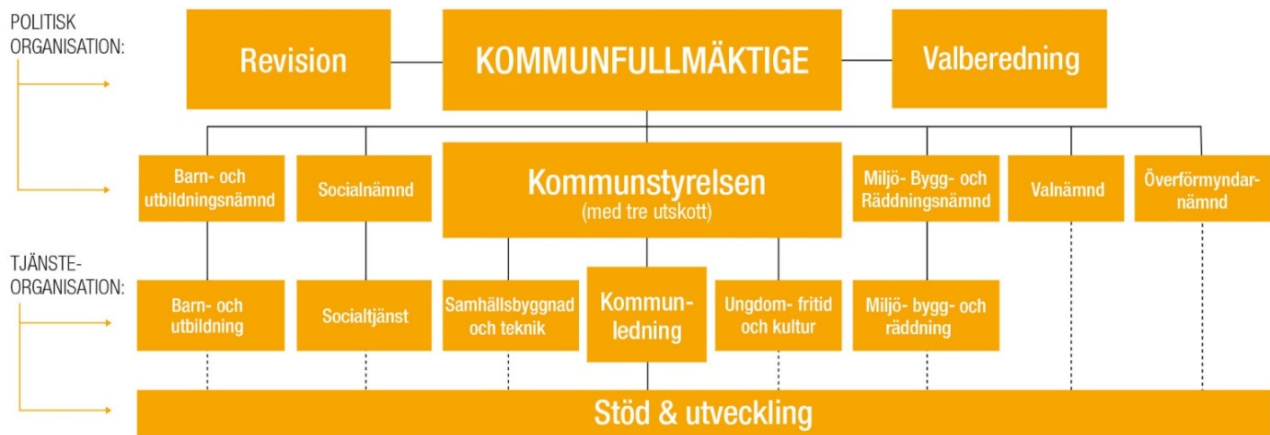 POLITISK
ORGANISATION:
Revision
KOMMUNFULLMÄKTIGE
Valberedning
Barn- och
utbildningsnämnd
Socialnämnd
Kommunstyrelsen
(med tre utskott)
Miljö- Bygg- och
Räddningsnämnd
Valnämnd
Överförmyndar-
nämnd
TJÄNSTE-
ORGANISATION:
Barn- och
utbildning
Socialtjänst
Samhällsbyggnad
och teknik
Kommun-
ledning
Ungdom- fritid
och kultur
Miljö- bygg- och
räddning
Stöd & utveckling